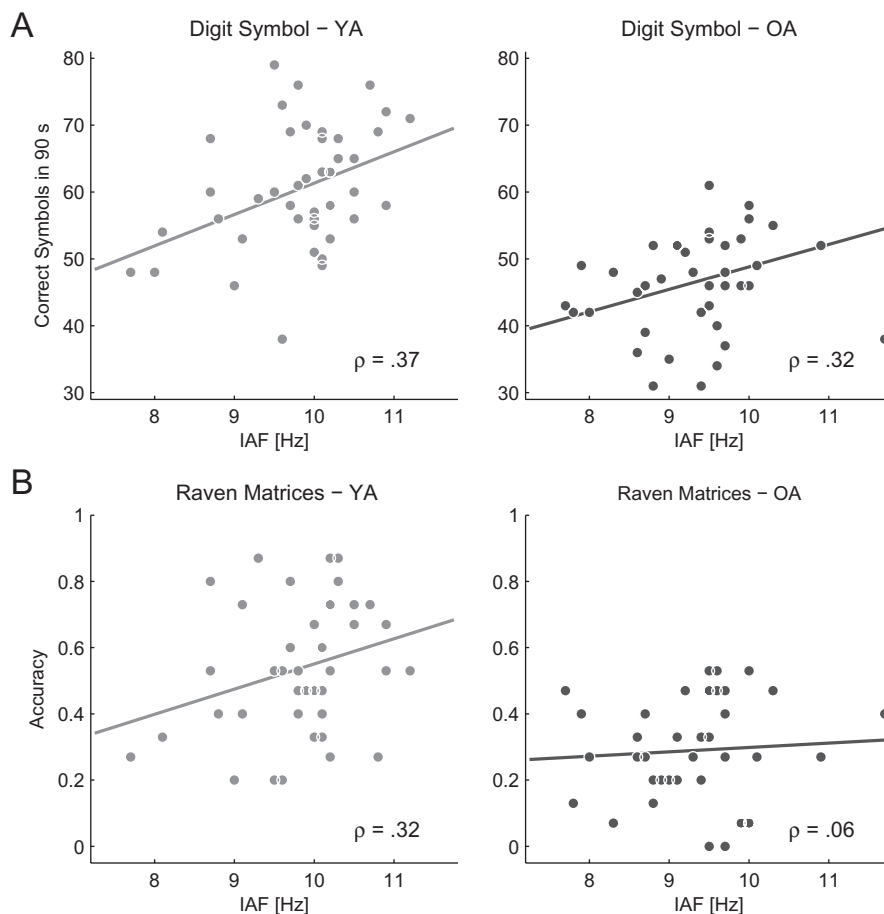 A
Digit Symbol – YA
Digit Symbol – OA
Correct Symbols in 90 s
80
70
60
50
40
30
ρ = .37
8
9
10
11
IAF [Hz]
80
70
60
50
40
30
ρ = .32
8
9
10
11
IAF [Hz]
B
Raven Matrices – YA
Raven Matrices – OA
Accuracy
1
0.8
0.6
0.4
0.2
0
ρ = .32
8
9
10
11
IAF [Hz]
1
0.8
0.6
0.4
0.2
0
ρ = .06
8
9
10
11
IAF [Hz]